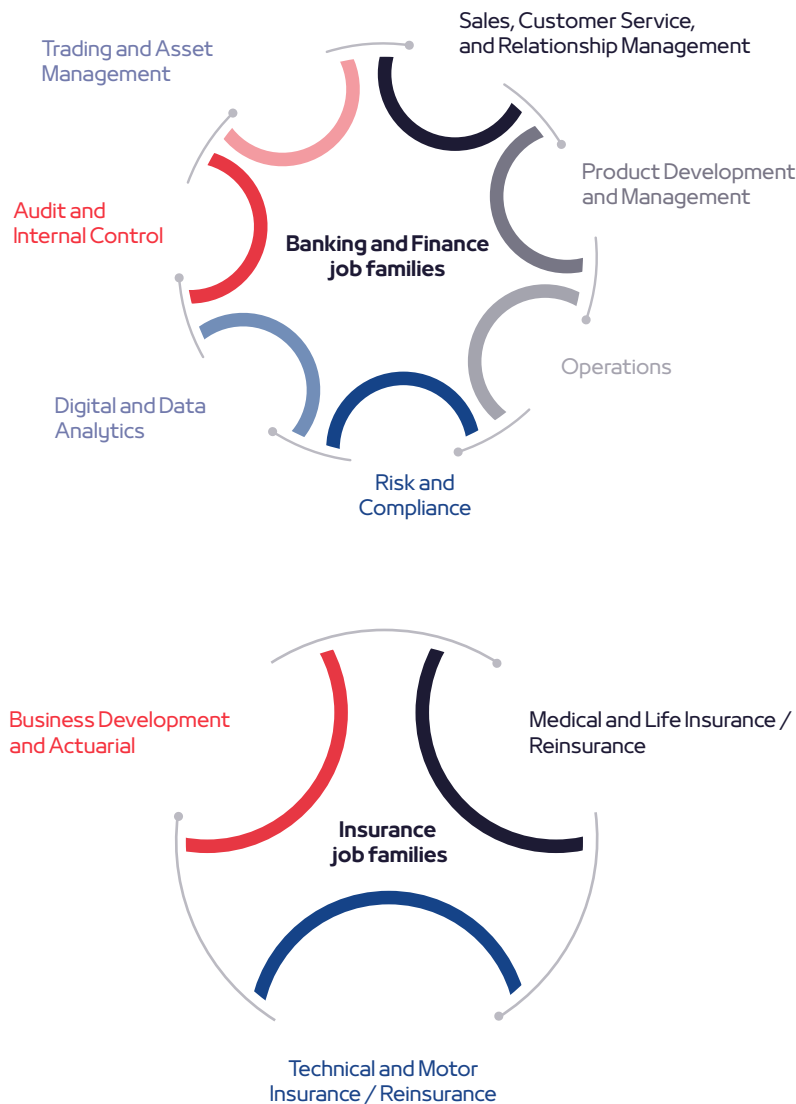 Sales, Customer Service,
and Relationship Management
Trading and Asset
Management
Product Development
and Management
Audit and
Internal Control
Banking and Finance
job families
Operations
Digital and Data
Analytics
Risk and
Compliance
Business Development
and Actuarial
Medical and Life Insurance /
Reinsurance
Insurance
job families
Technical and Motor
Insurance / Reinsurance